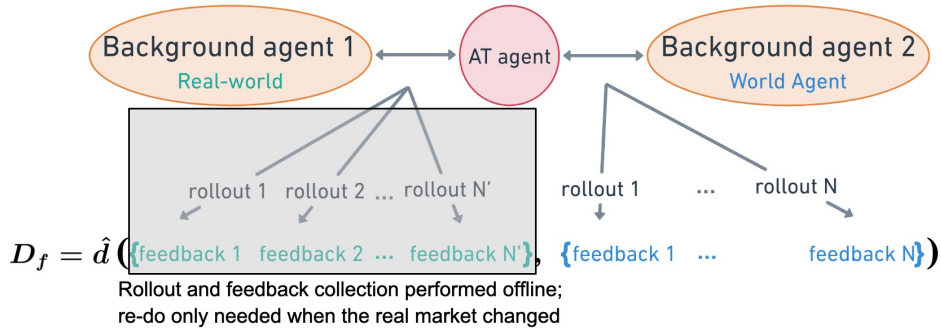 Background agent 1
Real-world
AT agent
Background agent 2
World Agent
rollout 1 rollout 2 ... rollout N'
rollout 1 ... rollout N
D_f = d̂ ({feedback 1 feedback 2 ... feedback N'}, {feedback 1 ... feedback N})
Rollout and feedback collection performed offline;
re-do only needed when the real market changed